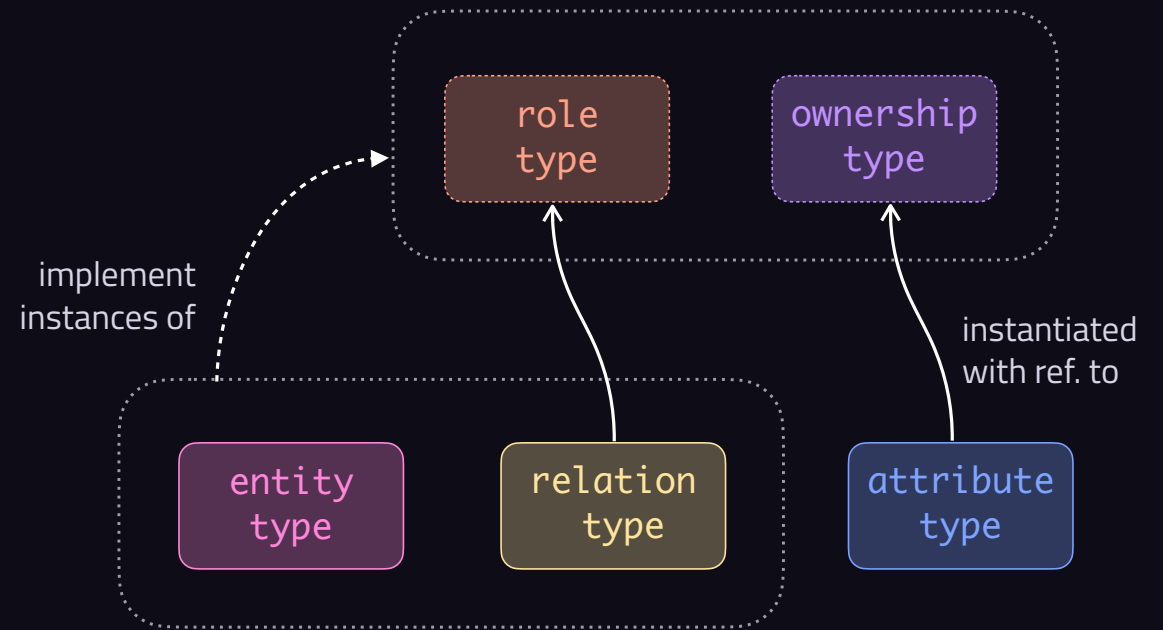 role
type
ownership
type
implement
instances of
instantiated
with ref. to
entity
type
relation
type
attribute
type